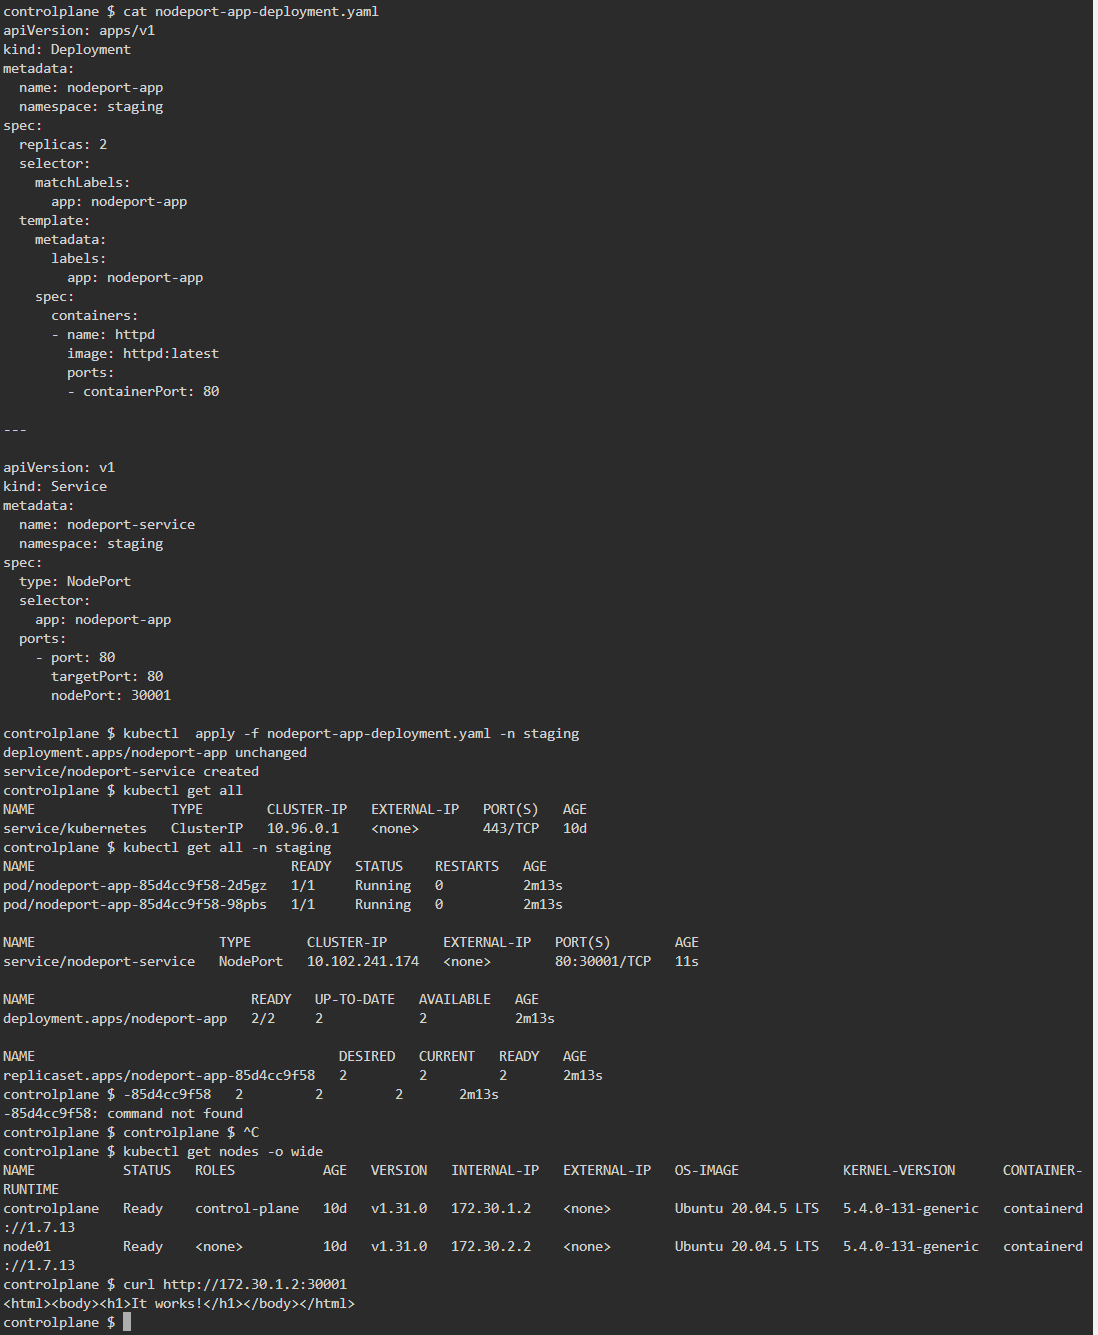 controlplane $ cat nodeport-app-deployment.yaml
apiVersion: apps/v1
kind: Deployment
metadata:
  name: nodeport-app
  namespace: staging
spec:
  replicas: 2
  selector:
    matchLabels:
      app: nodeport-app
  template:
    metadata:
      labels:
        app: nodeport-app
    spec:
      containers:
      - name: httpd
        image: httpd:latest
        ports:
        - containerPort: 80

---

apiVersion: v1
kind: Service
metadata:
  name: nodeport-service
  namespace: staging
spec:
  type: NodePort
  selector:
    app: nodeport-app
  ports:
    - port: 80
      targetPort: 80
      nodePort: 30001

controlplane $ kubectl  apply -f nodeport-app-deployment.yaml -n staging
deployment.apps/nodeport-app unchanged
service/nodeport-service created
controlplane $ kubectl get all
NAME                 TYPE        CLUSTER-IP   EXTERNAL-IP   PORT(S)   AGE
service/kubernetes   ClusterIP   10.96.0.1    <none>        443/TCP   10d
controlplane $ kubectl get all -n staging
NAME                                READY   STATUS    RESTARTS   AGE
pod/nodeport-app-85d4cc9f58-2d5gz   1/1     Running   0          2m13s
pod/nodeport-app-85d4cc9f58-98pbs   1/1     Running   0          2m13s

NAME                       TYPE       CLUSTER-IP       EXTERNAL-IP   PORT(S)        AGE
service/nodeport-service   NodePort   10.102.241.174   <none>        80:30001/TCP   11s

NAME                           READY   UP-TO-DATE   AVAILABLE   AGE
deployment.apps/nodeport-app   2/2     2            2           2m13s

NAME                                      DESIRED   CURRENT   READY   AGE
replicaset.apps/nodeport-app-85d4cc9f58   2         2         2       2m13s
controlplane $ -85d4cc9f58   2         2         2       2m13s
-85d4cc9f58: command not found
controlplane $ controlplane $ ^C
controlplane $ kubectl get nodes -o wide
NAME           STATUS   ROLES           AGE   VERSION   INTERNAL-IP   EXTERNAL-IP   OS-IMAGE             KERNEL-VERSION      CONTAINER-
RUNTIME
controlplane   Ready    control-plane   10d   v1.31.0   172.30.1.2    <none>        Ubuntu 20.04.5 LTS   5.4.0-131-generic   containerd
://1.7.13
node01         Ready    <none>          10d   v1.31.0   172.30.2.2    <none>        Ubuntu 20.04.5 LTS   5.4.0-131-generic   containerd
://1.7.13
controlplane $ curl http://172.30.1.2:30001
<html><body><h1>It works!</h1></body></html>
controlplane $